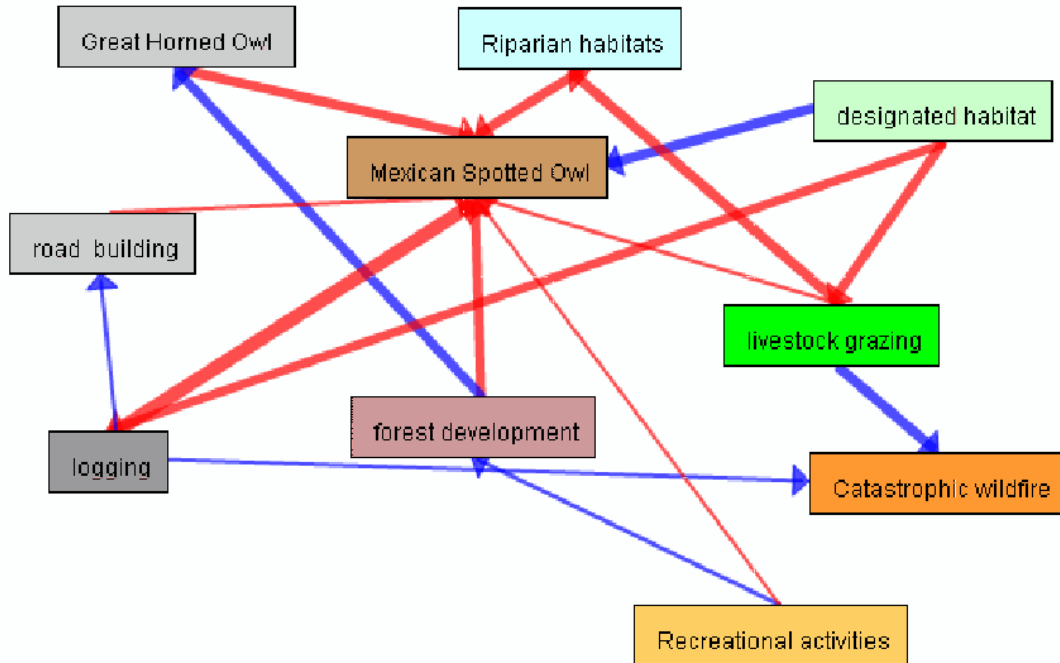 Great Horned Owl
Riparian habitats
designated habitat
Mexican Spotted Owl
road building
livestock grazing
forest development
logging
Catastrophic wildfire
Recreational activities